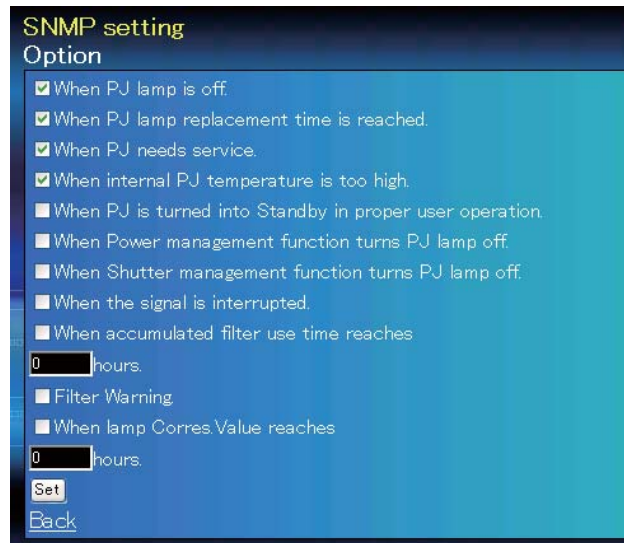 SNMP setting
Option
When PJ lamp is off.
When PJ lamp replacement time is reached.
When PJ needs service.
When internal PJ temperature is too high.
When PJ is turned into Standby in proper user operation.
When Power management function turns PJ lamp off.
When Shutter management function turns PJ lamp off.
When the signal is interrupted.
When accumulated filter use time reaches
0 hours.
Filter Warning.
When lamp Corres.Value reaches
0 hours.
Set
Back